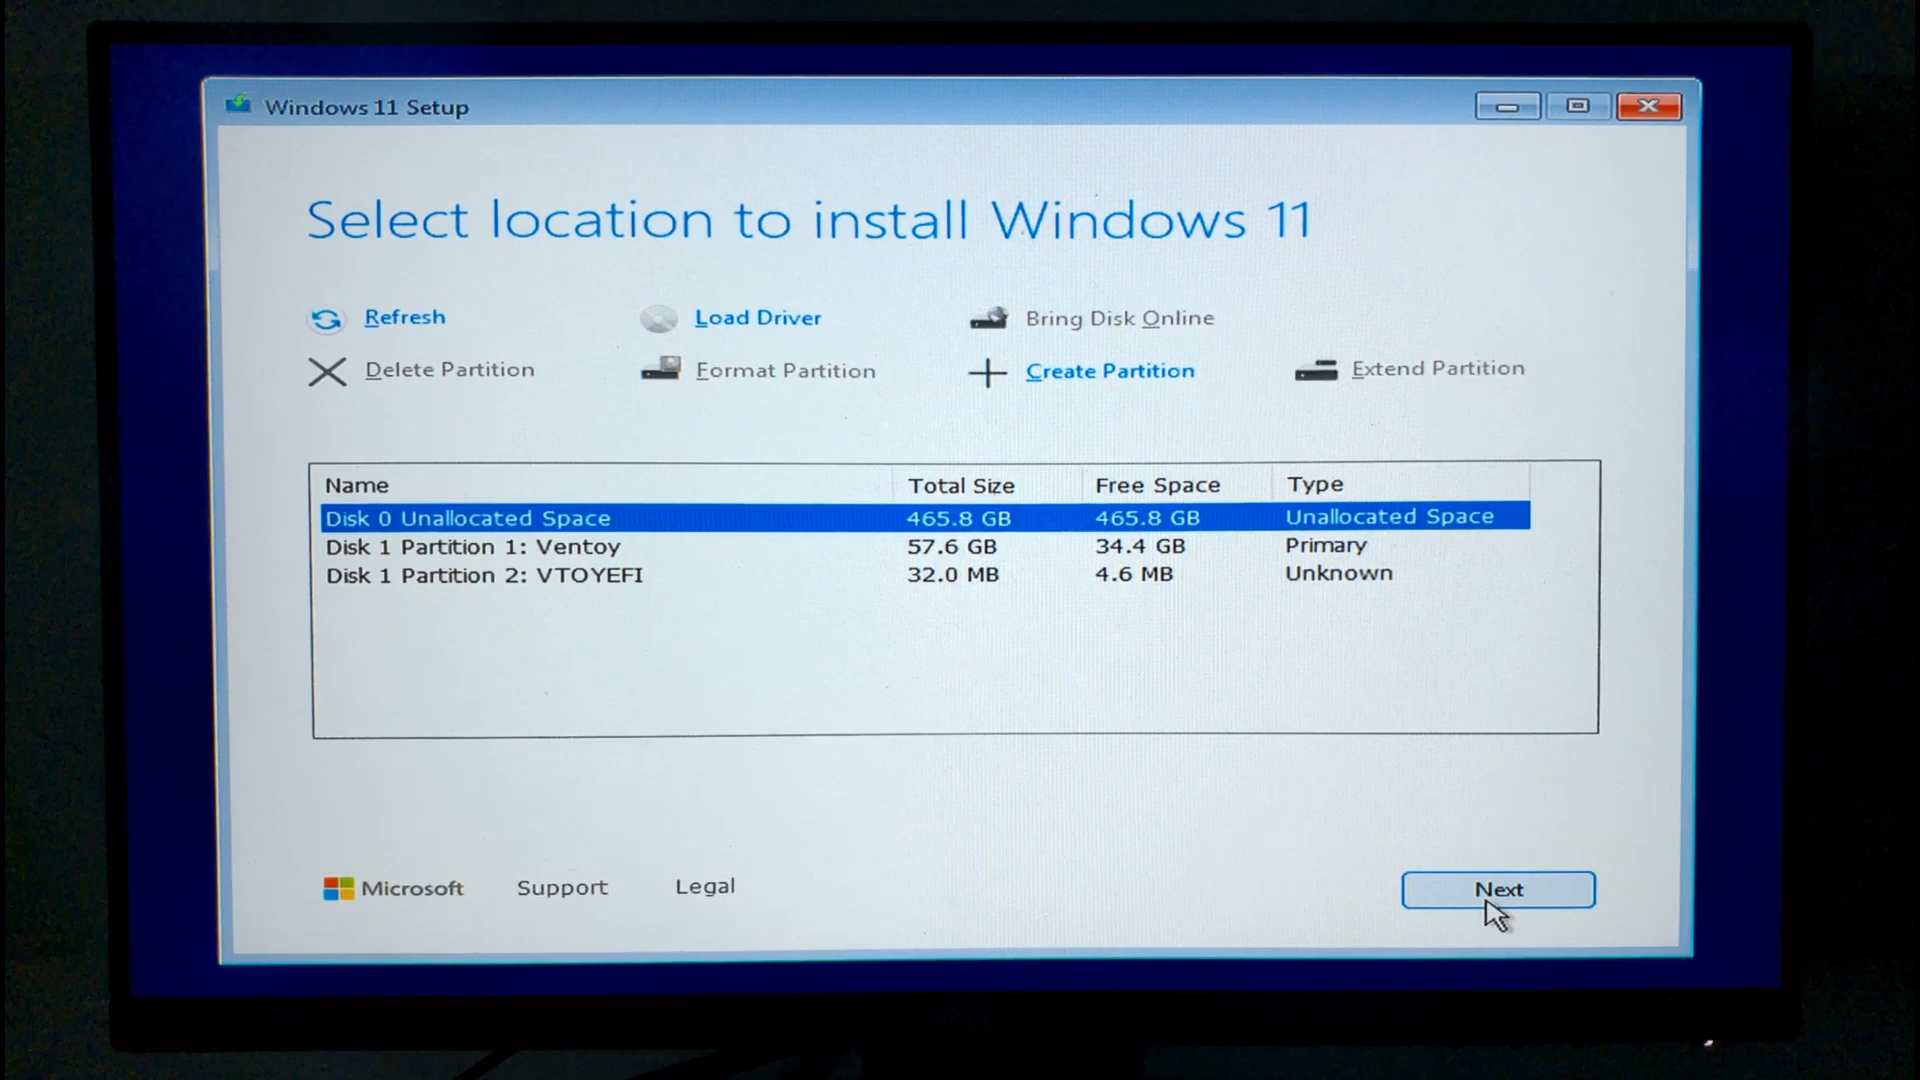 Windows 11 Setup
Select location to install Windows 11
Refresh Load Driver Bring Disk Online
Delete Partition Format Partition Create Partition Extend Partition
Name Total Size Free Space Type
Disk 0 Unallocated Space 465.8 GB 465.8 GB Unallocated Space
Disk 1 Partition 1: Ventoy 57.6 GB 34.4 GB Primary
Disk 1 Partition 2: VTOYEFI 32.0 MB 4.6 MB Unknown
Microsoft Support Legal Next